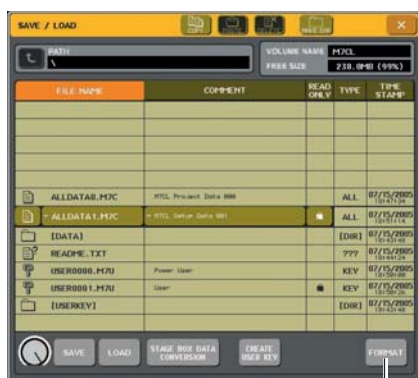 SAVE / LOAD
COPY
MAKE DIR
PATH
\
VOLUME NAME M7CL
FREE SIZE 238.0MB (99%)
FILE NAME COMMENT READ ONLY TYPE TIME STAMP
ALLDATA0.M7C M7CL Project Data 000 ALL 07/15/2005
ALLDATA1.M7C M7CL Setup Data 001 ALL 07/15/2005
[DATA] [DIR] 07/15/2005
README.TXT ??? 07/15/2005
USER0000.M7U Power User KEY 07/15/2005
USER0001.M7U User KEY 07/15/2005
[USERKEY] [DIR] 07/15/2005
SAVE LOAD STAGE BOX DATA CONVERSION CREATE USER KEY FORMAT